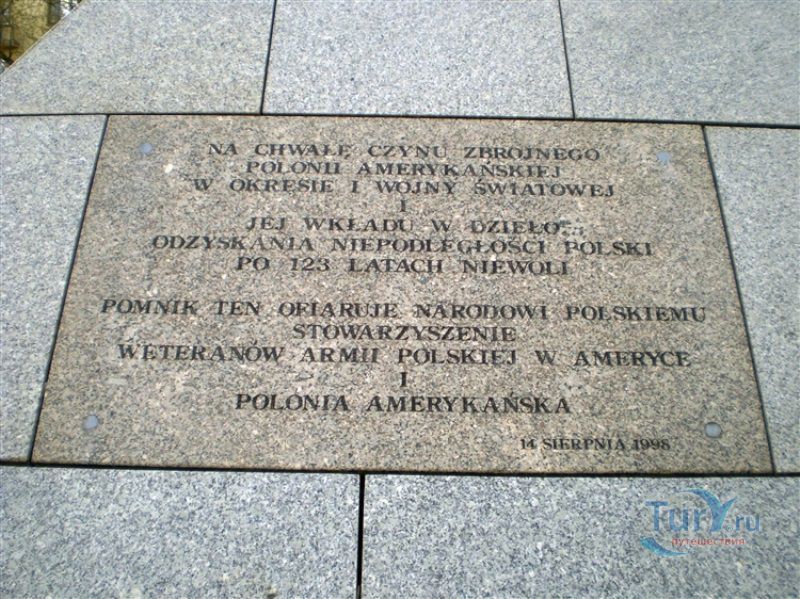 NA CHWAŁĘ CZYNU ZBROJNEGO
POLONII AMERYKAŃSKIEJ
W OKRESIE I WOJNY ŚWIATOWEJ
I
JEJ WKŁADU W DZIEŁO
ODZYSKANIA NIEPODLEGŁOŚCI POLSKI
PO 123 LATACH NIEWOLI
POMNIK TEN OFIARUJE NARODOWI POLSKIEMU
STOWARZYSZENIE
WETERANÓW ARMII POLSKIEJ W AMERYCE
I
POLONIA AMERYKAŃSKA
14 SIERPNIA 1998
TurY.ru
путешествия